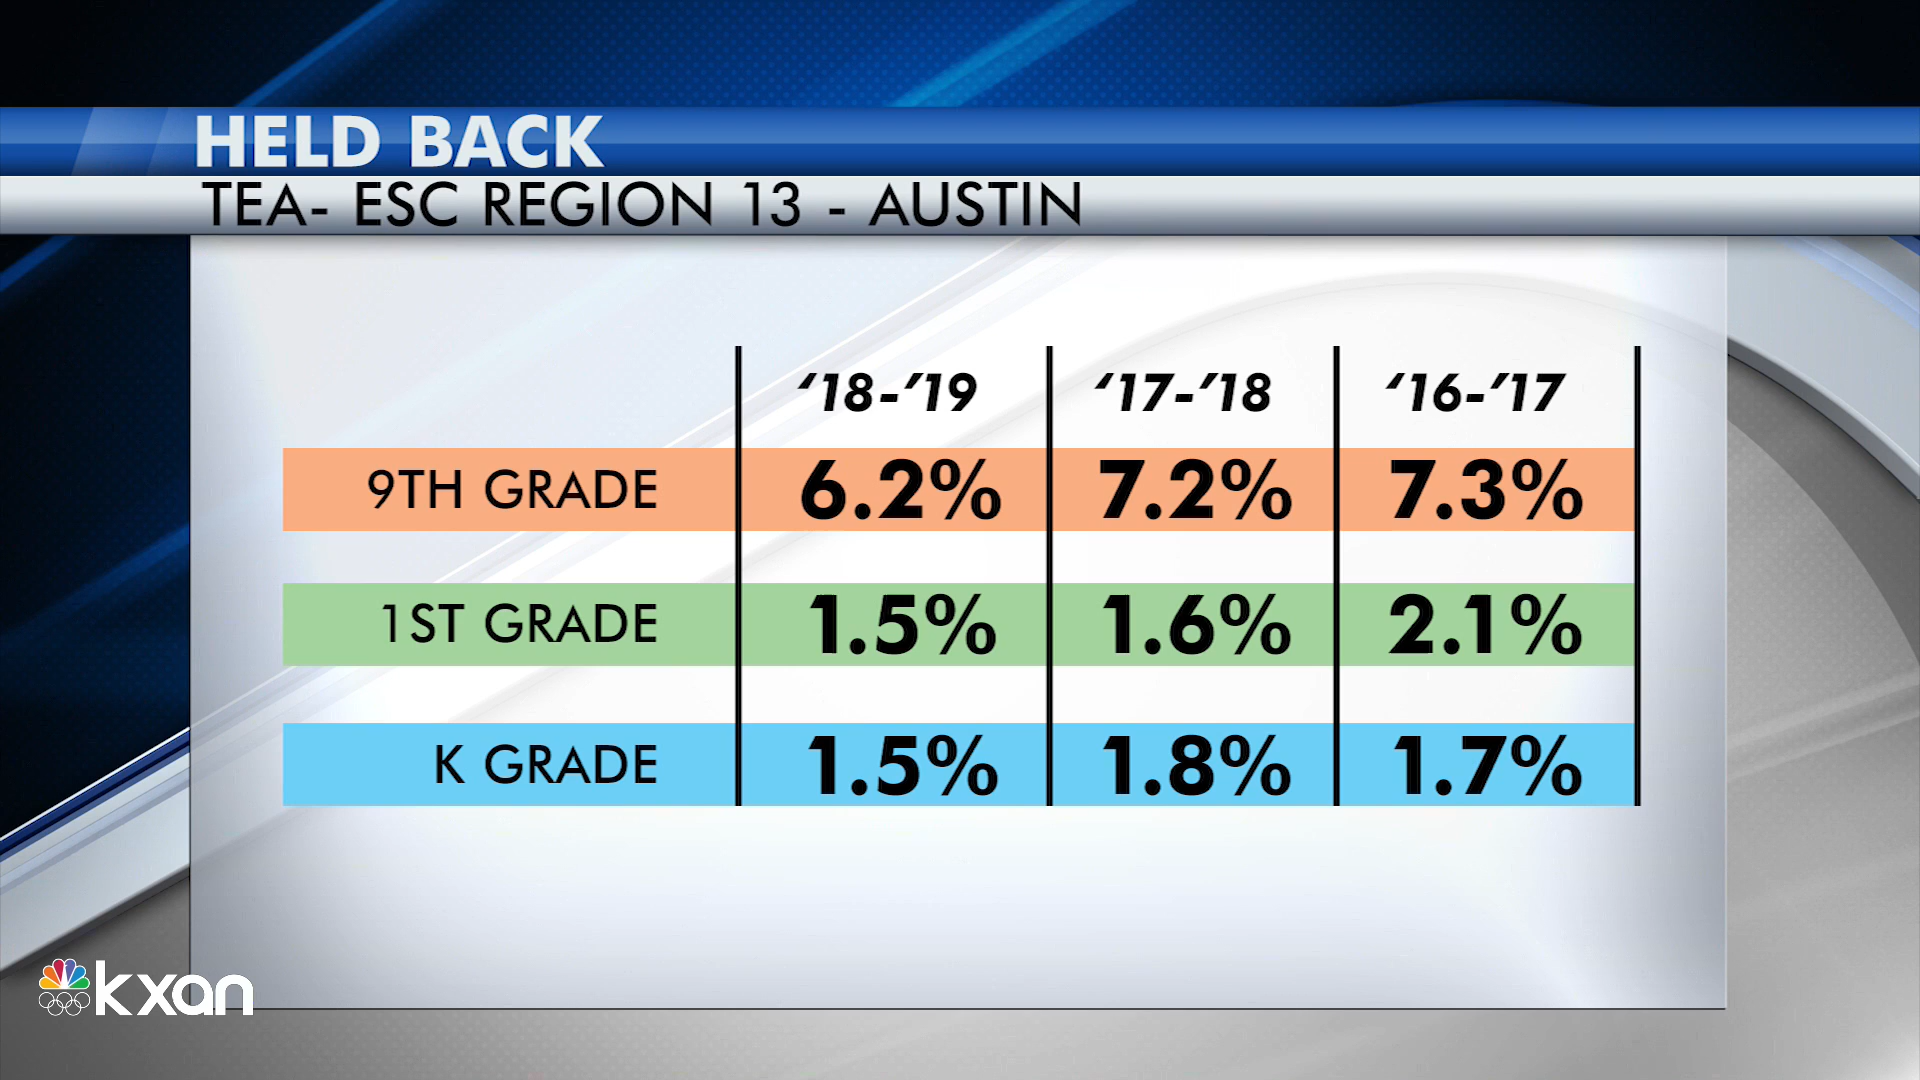 HELD BACK
TEA- ESC REGION 13 - AUSTIN
‘18-’19 ‘17-’18 ‘16-’17
9TH GRADE 6.2% 7.2% 7.3%
1ST GRADE 1.5% 1.6% 2.1%
K GRADE 1.5% 1.8% 1.7%
kxan